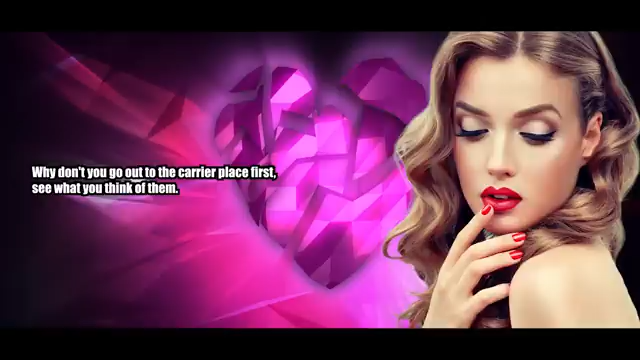 Why don't you go out to the carrier place first,
see what you think of them.